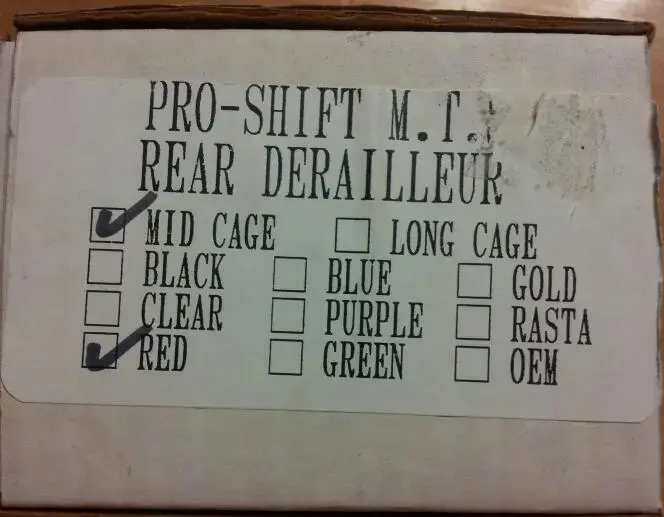 PRO-SHIFT M.T.
REAR DERAILLEUR
MID CAGE LONG CAGE
BLACK BLUE GOLD
CLEAR PURPLE RASTA
RED GREEN OEM